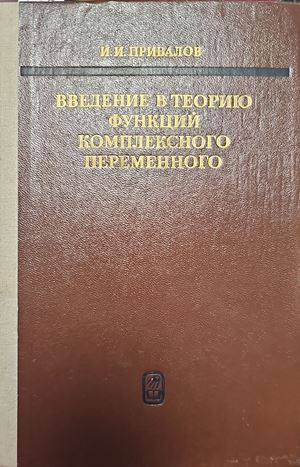 И. И. ПРИВАЛОВ
ВВЕДЕНИЕ В ТЕОРИЮ
ФУНКЦИЙ
КОМПЛЕКСНОГО
ПЕРЕМЕННОГО